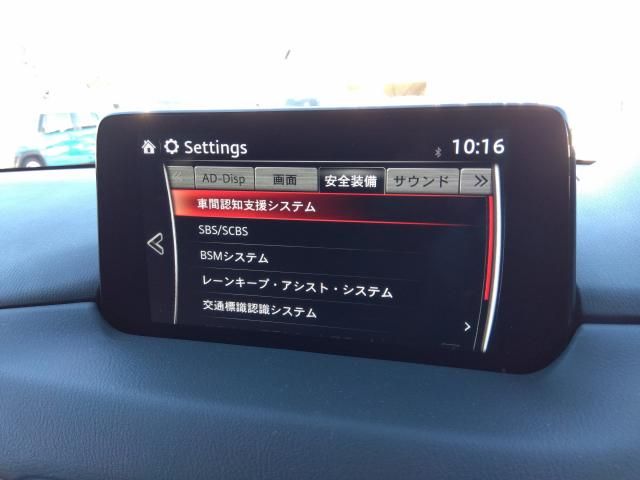 Settings 10:16
AD-Disp 画面 安全装備 サウンド
車間認知支援システム
SBS/SCBS
BSMシステム
レーンキープ・アシスト・システム
交通標識認識システム